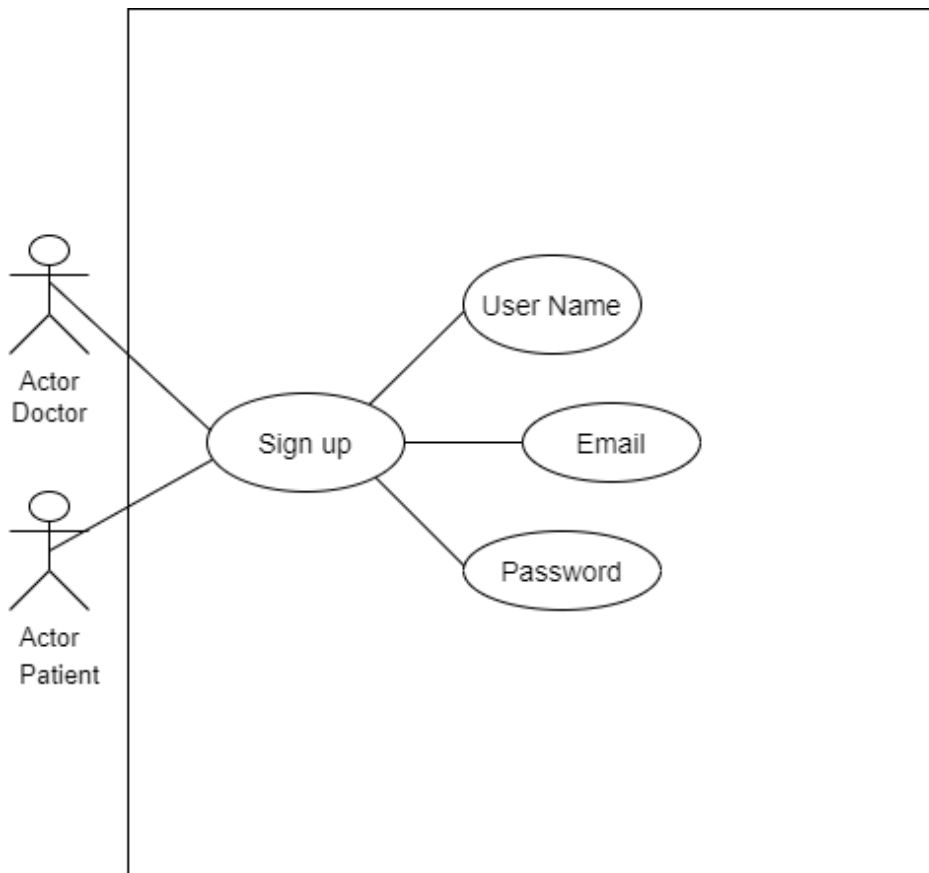 User Name
Actor
Doctor
Sign up
Email
Password
Actor
Patient